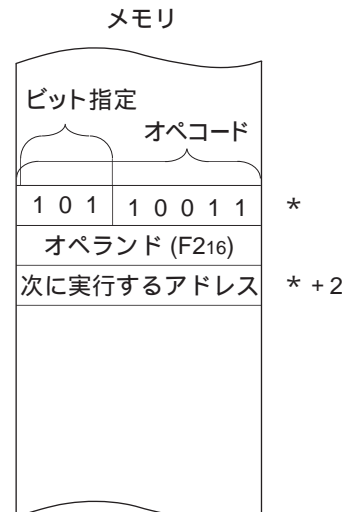 メモリ
ビット指定
オペコード
1 0 1 1 0 0 1 1 *
オペランド (F216)
次に実行するアドレス * + 2